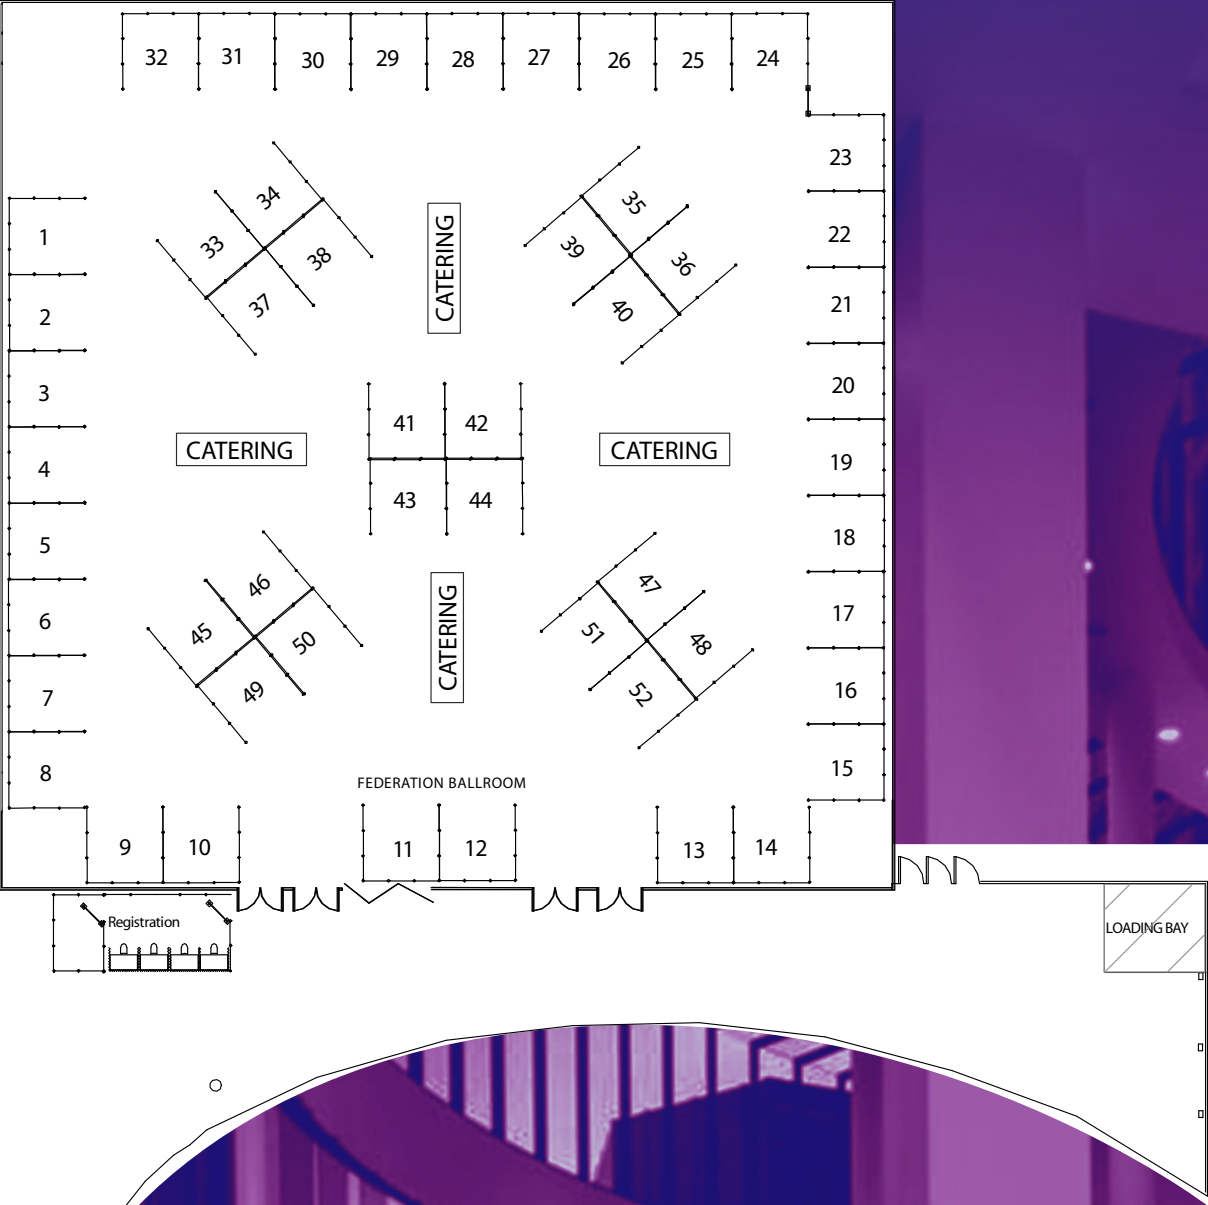 32 31 30 29 28 27 26 25 24
23
34 35
1 22
33 39
38 36
CATERING
37 40 21
2
3 20
41 42
CATERING CATERING
4 19
43 44
5 18
46 47
6 17
45 51
50 48
CATERING
7 49 52 16
8 15
FEDERATION BALLROOM
9 10 11 12 13 14
Registration
LOADING BAY